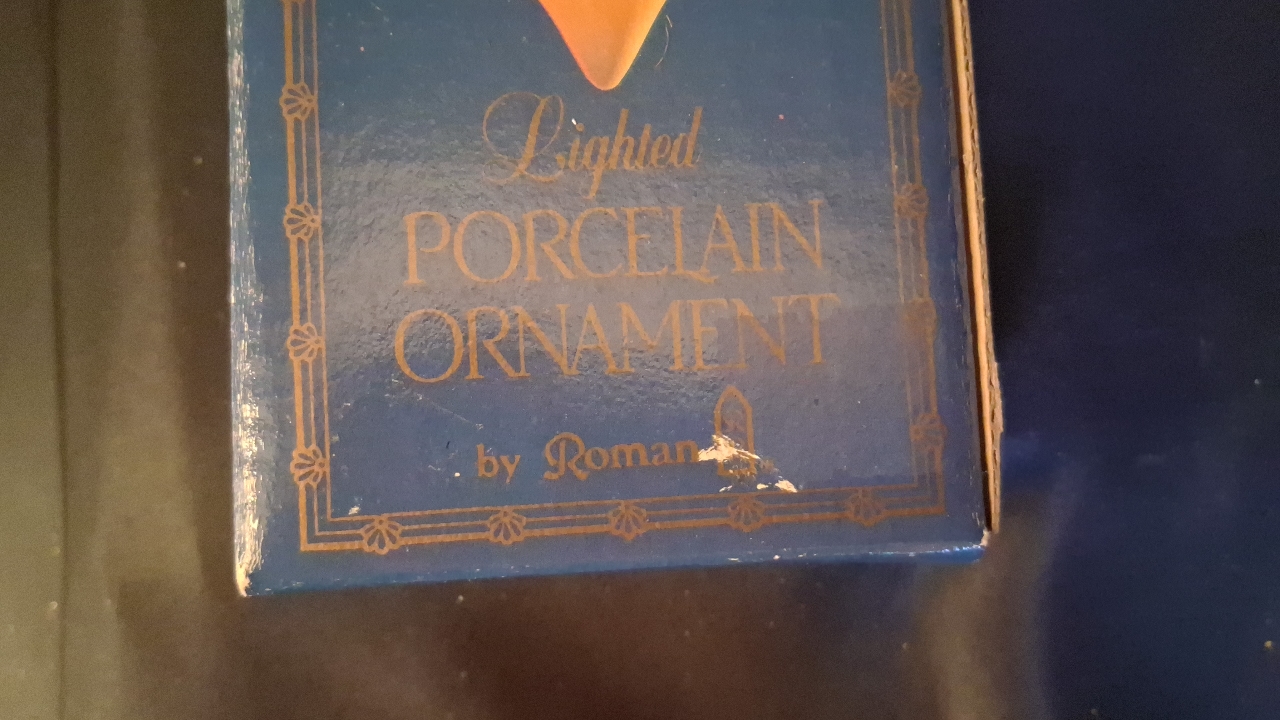 Lighted
PORCELAIN
ORNAMENT
by Roman